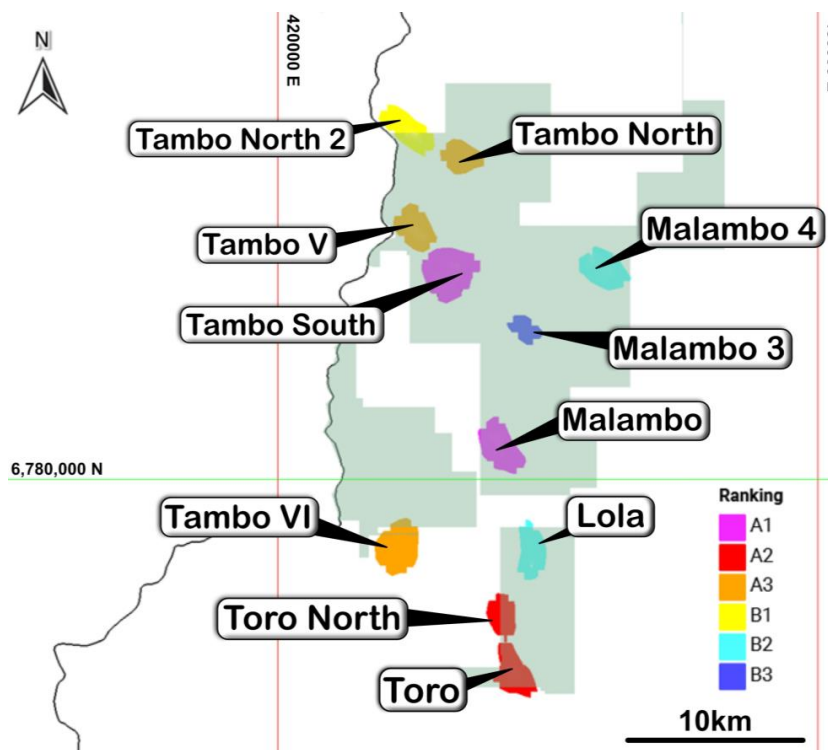 N
420000 E
Tambo North 2
Tambo North
Tambo V
Malambo 4
Tambo South
Malambo 3
Malambo
6,780,000 N
Tambo VI
Lola
Toro North
Toro
Ranking
A1
A2
A3
B1
B2
B3
10km